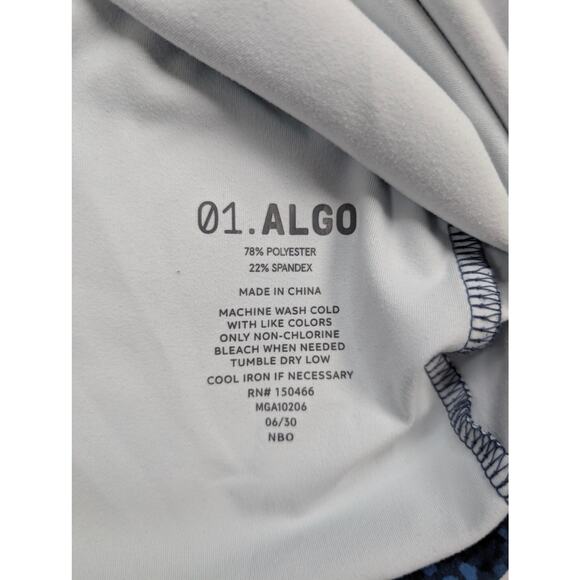 01.ALGO
78% POLYESTER
22% SPANDEX
MADE IN CHINA
MACHINE WASH COLD
WITH LIKE COLORS
ONLY NON-CHLORINE
BLEACH WHEN NEEDED
TUMBLE DRY LOW
COOL IRON IF NECESSARY
RN# 150466
MGA10206
06/30
NBO